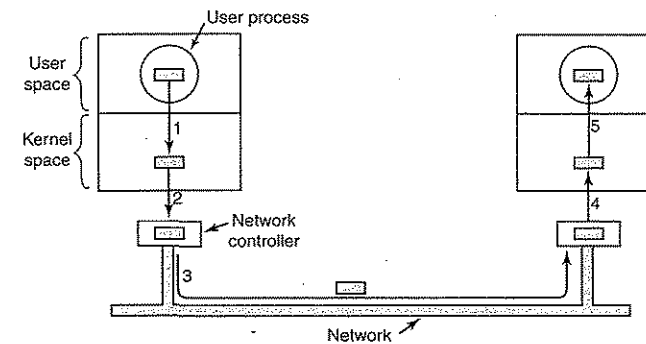 User process
User
space
Kernel
space
1
2
Network
controller
3
Network
5
4